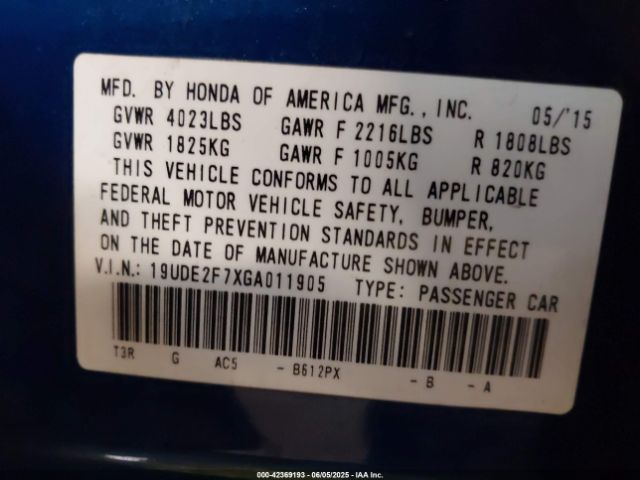 MFD. BY HONDA OF AMERICA MFG., INC. 05/'15
GVWR 4023LBS GAWR F 2216LBS R 1808LBS
GVWR 1825KG GAWR F 1005KG R 820KG
THIS VEHICLE CONFORMS TO ALL APPLICABLE
FEDERAL MOTOR VEHICLE SAFETY, BUMPER,
AND THEFT PREVENTION STANDARDS IN EFFECT
ON THE DATE OF MANUFACTURE SHOWN ABOVE.
V.I.N.: 19UDE2F7XGA011905 TYPE: PASSENGER CAR
T3R G AC5 - B612PX - B - A
000-42369193 - 06/05/2025 - IAA Inc.